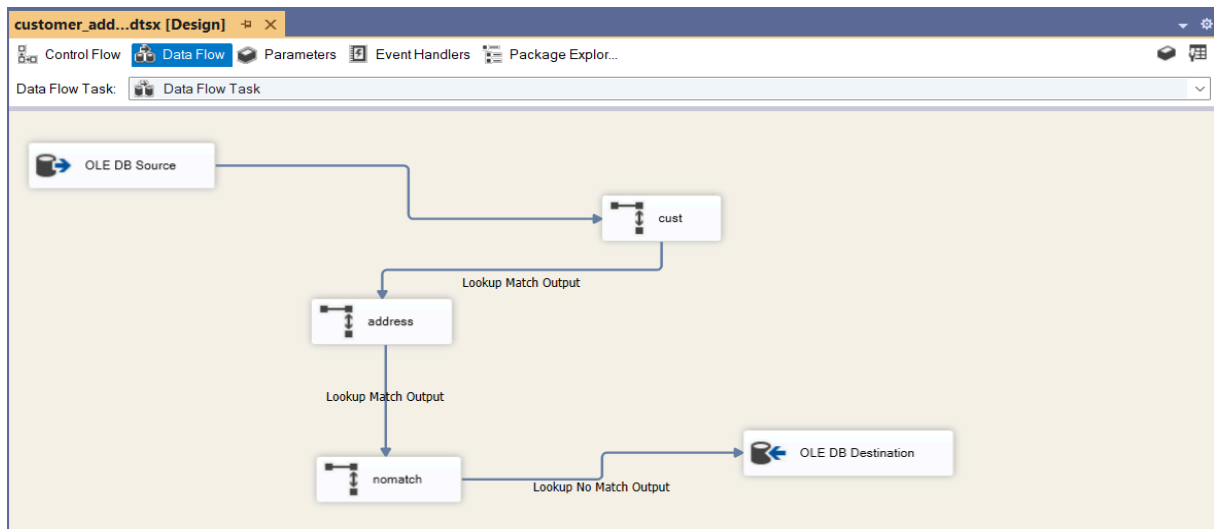 customer_add...dtsx [Design]
Control Flow Data Flow Parameters Event Handlers Package Explor...
Data Flow Task: Data Flow Task
OLE DB Source
cust
Lookup Match Output
address
Lookup Match Output
OLE DB Destination
nomatch
Lookup No Match Output